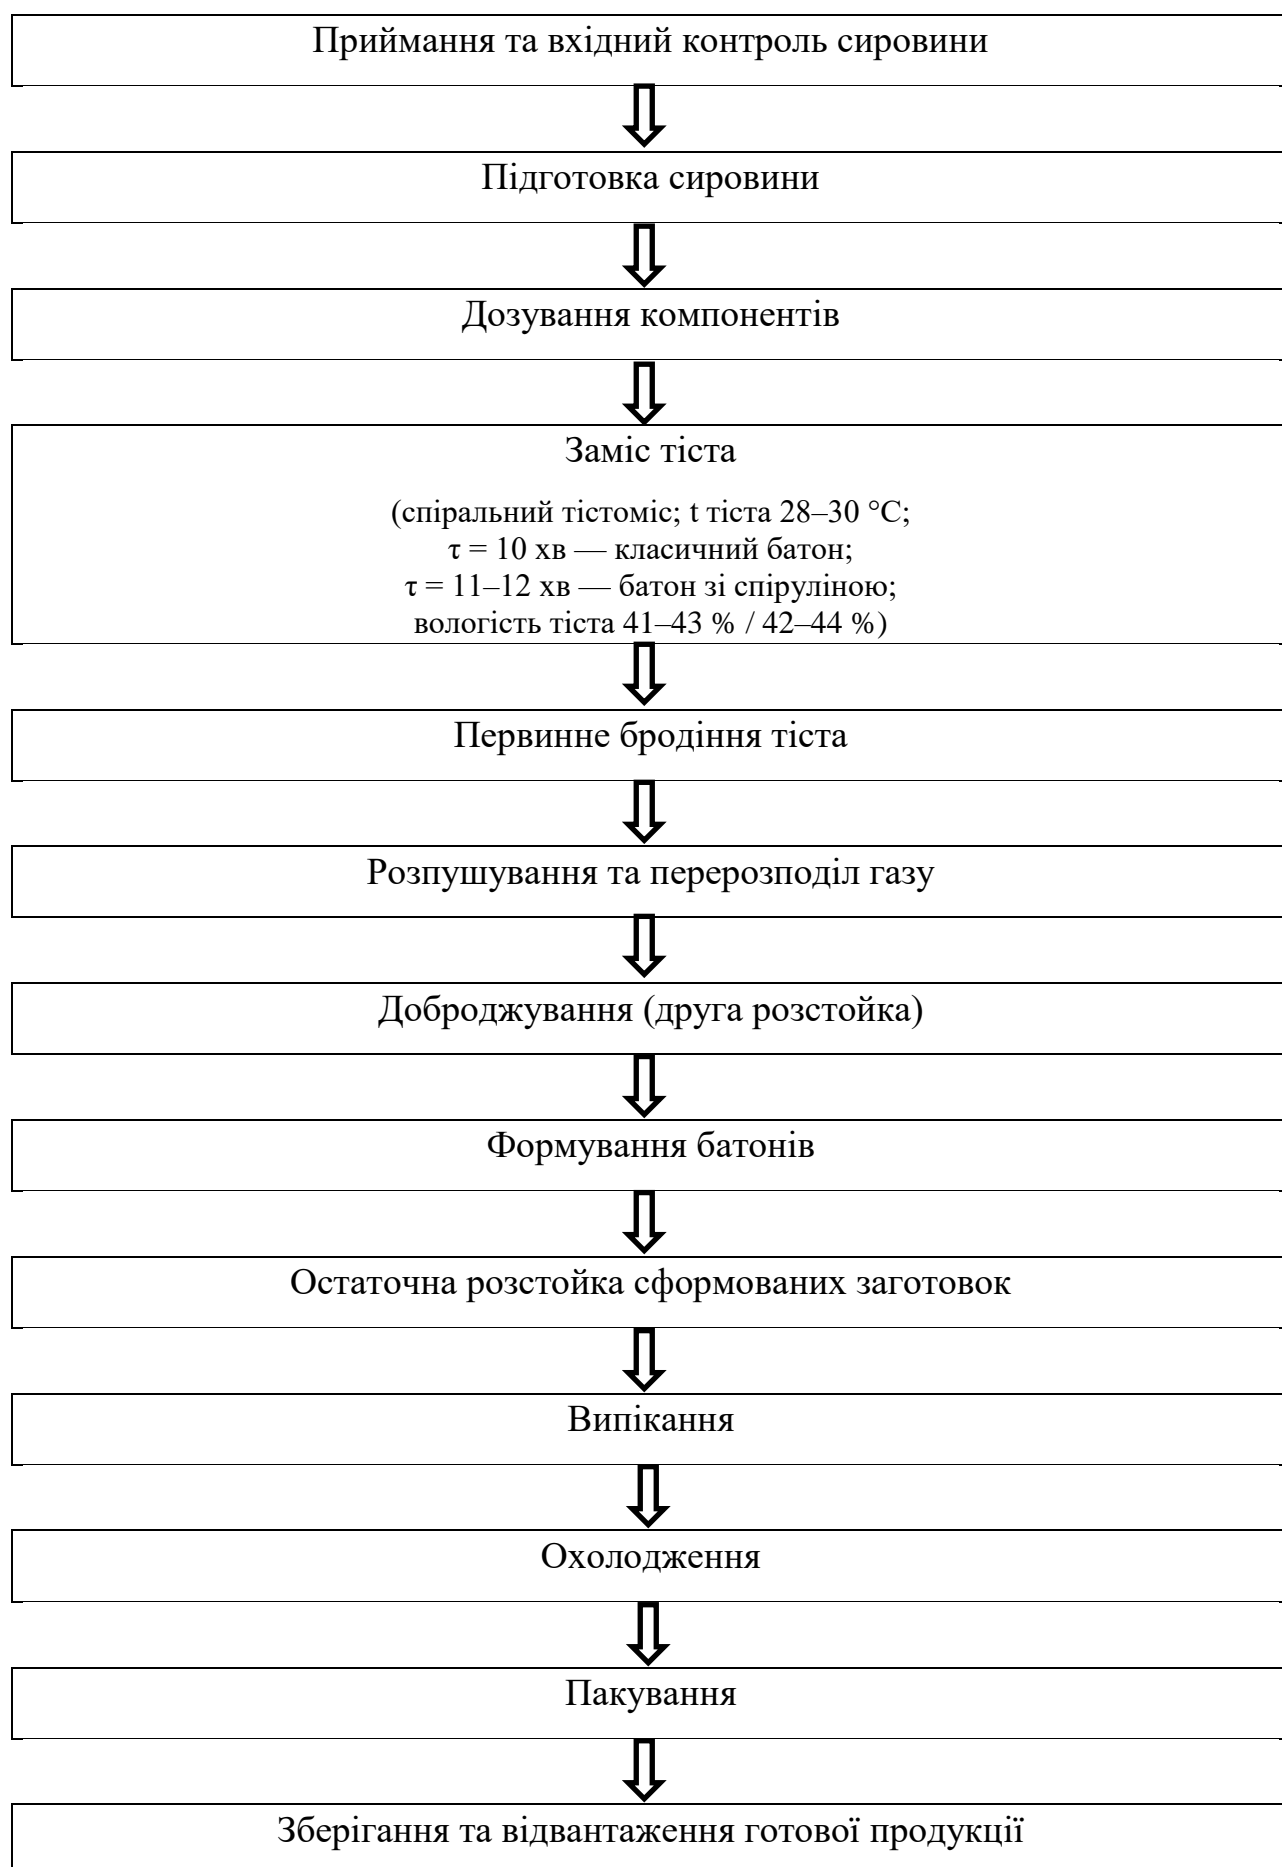 Приймання та вхідний контроль сировини
Підготовка сировини
Дозування компонентів
Заміс тіста
(спіральний тістоміс; t тіста 28–30 °C;
τ = 10 хв — класичний батон;
τ = 11–12 хв — батон зі спіруліною;
вологість тіста 41–43 % / 42–44 %)
Первинне бродіння тіста
Розпушування та перерозподіл газу
Доброджування (друга розстойка)
Формування батонів
Остаточна розстойка сформованих заготовок
Випікання
Охолодження
Пакування
Зберігання та відвантаження готової продукції